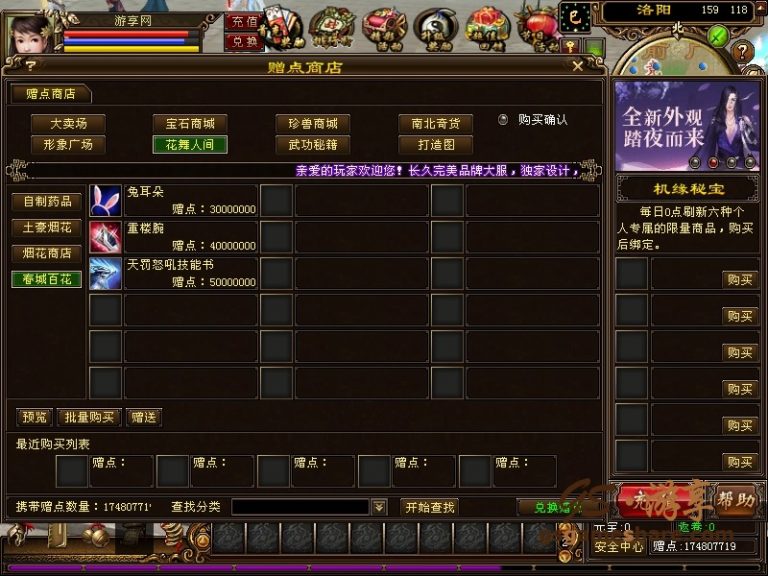 游享网
充值
兑换
洛阳 159 118
北
赠点商店
赠点商店
大卖场 宝石商城 珍兽商城 南北奇货 购买确认
形象广场 花舞人间 武功秘籍 打造图
亲爱的玩家欢迎您！长久完美品牌大服，独家设计，
自制药品
土豪烟花
烟花商店
春城百花
兔耳朵
赠点：30000000
重楼腕
赠点：40000000
天罚怒吼技能书
赠点：50000000
全新外观
踏夜而来
机缘秘宝
每日0点刷新六种个
人专属的限量商品，购买
后绑定。
购买
购买
购买
购买
购买
购买
预览 批量购买 赠送
最近购买列表
赠点： 赠点： 赠点： 赠点： 赠点：
携带赠点数量：17480771 查找分类 开始查找
帮助
安全中心 赠点:174807719